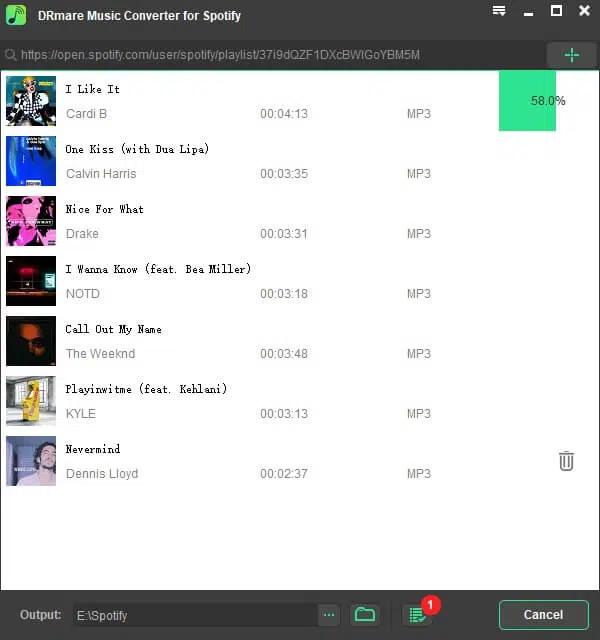 DRmare Music Converter for Spotify
https://open.spotify.com/user/spotify/playlist/37i9dQZF1DXcBWIGoYBM5M
I Like It
Cardi B 00:04:13 MP3
58.0%
One Kiss (with Dua Lipa)
Calvin Harris 00:03:35 MP3
Nice For What
Drake 00:03:31 MP3
I Wanna Know (feat. Bea Miller)
NOTD 00:03:18 MP3
Call Out My Name
The Weeknd 00:03:48 MP3
Playinwitme (feat. Kehlani)
KYLE 00:03:13 MP3
Nevermind
Dennis Lloyd 00:02:37 MP3
Output: E:\Spotify ... 1 Cancel